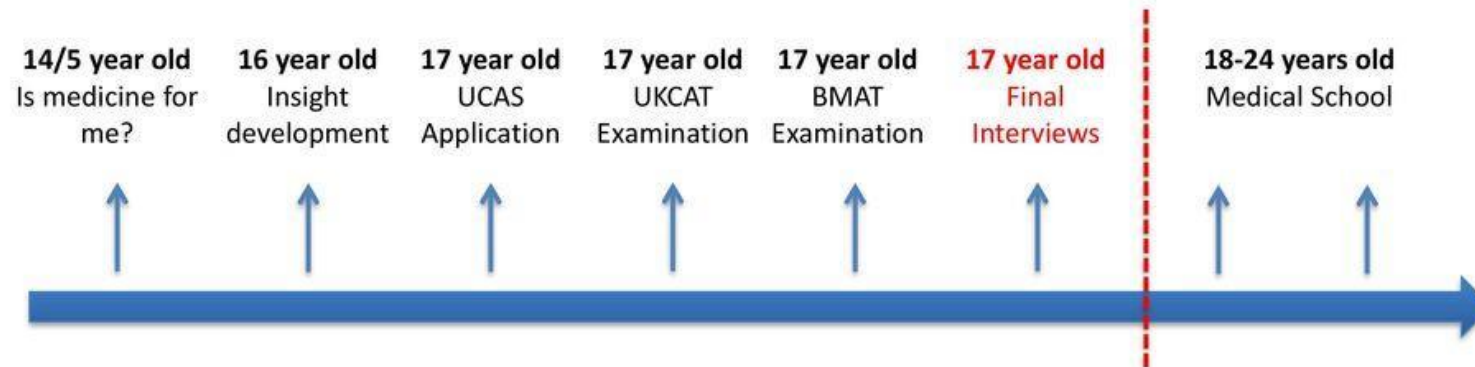 14/5 year old
Is medicine for
me?
16 year old
Insight
development
17 year old
UCAS
Application
17 year old
UKCAT
Examination
17 year old
BMAT
Examination
17 year old
Final
Interviews
18-24 years old
Medical School